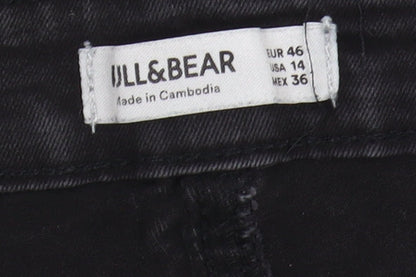 ULL&BEAR
Made in Cambodia
EUR 46
USA 14
MEX 36